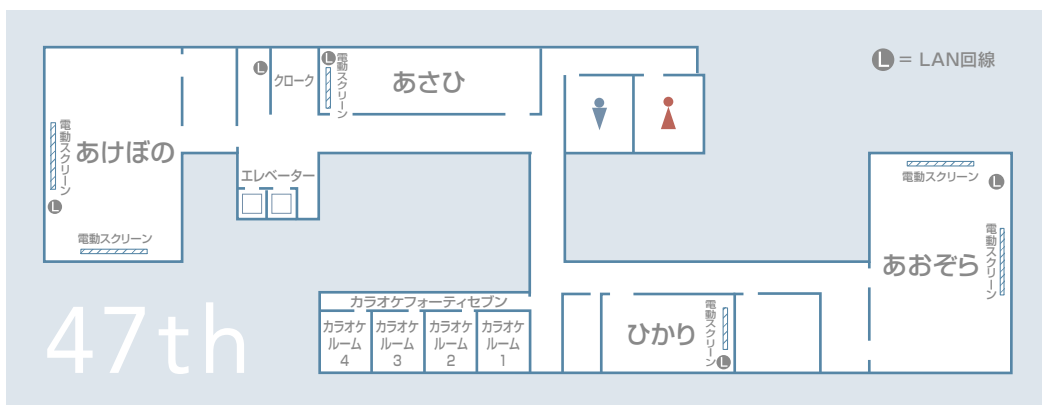 L = LAN回線
L
クローク
L
電動スクリーン
あさひ
電動スクリーン
あけぼの
L
電動スクリーン
エレベーター
電動スクリーン
L
電動スクリーン
あおぞら
カラオケフォーティセブン
カラオケ
ルーム
4
カラオケ
ルーム
3
カラオケ
ルーム
2
カラオケ
ルーム
1
ひかり
電動スクリーン
L
47th